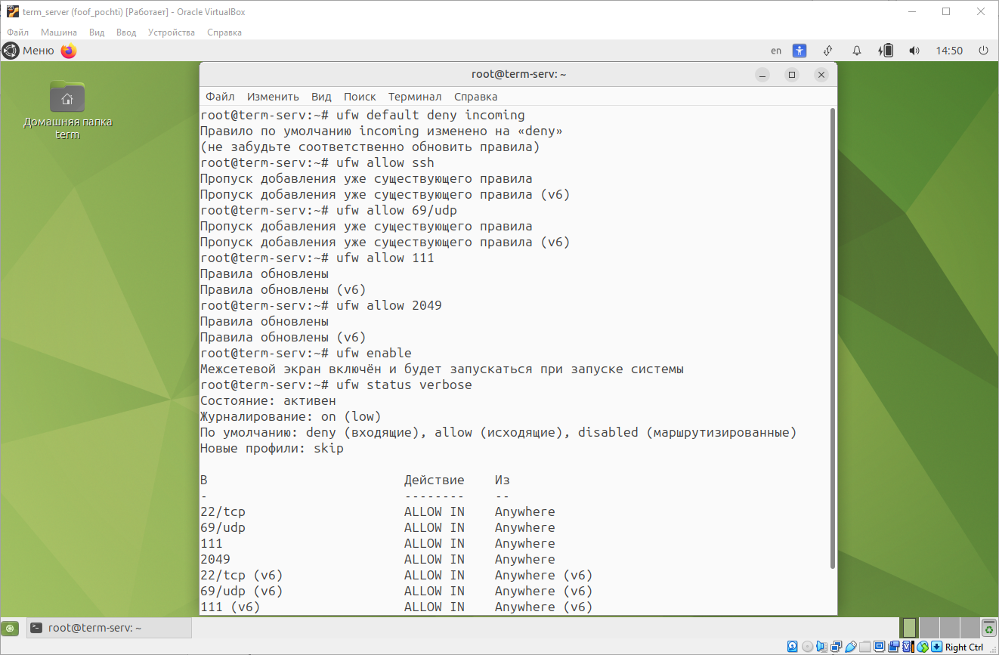 term_server (foof_pochti) [Работает] - Oracle VirtualBox
Файл Машина Вид Ввод Устройства Справка
Меню en 14:50
Домашняя папка
term
root@term-serv: ~
Файл Изменить Вид Поиск Терминал Справка
root@term-serv:~# ufw default deny incoming
Правило по умолчанию incoming изменено на «deny»
(не забудьте соответственно обновить правила)
root@term-serv:~# ufw allow ssh
Пропуск добавления уже существующего правила
Пропуск добавления уже существующего правила (v6)
root@term-serv:~# ufw allow 69/udp
Пропуск добавления уже существующего правила
Пропуск добавления уже существующего правила (v6)
root@term-serv:~# ufw allow 111
Правила обновлены
Правила обновлены (v6)
root@term-serv:~# ufw allow 2049
Правила обновлены
Правила обновлены (v6)
root@term-serv:~# ufw enable
Межсетевой экран включён и будет запускаться при запуске системы
root@term-serv:~# ufw status verbose
Состояние: активен
Журналирование: on (low)
По умолчанию: deny (входящие), allow (исходящие), disabled (маршрутизированные)
Новые профили: skip
В Действие Из
- -------- --
22/tcp ALLOW IN Anywhere
69/udp ALLOW IN Anywhere
111 ALLOW IN Anywhere
2049 ALLOW IN Anywhere
22/tcp (v6) ALLOW IN Anywhere (v6)
69/udp (v6) ALLOW IN Anywhere (v6)
111 (v6) ALLOW IN Anywhere (v6)
root@term-serv: ~
Right Ctrl